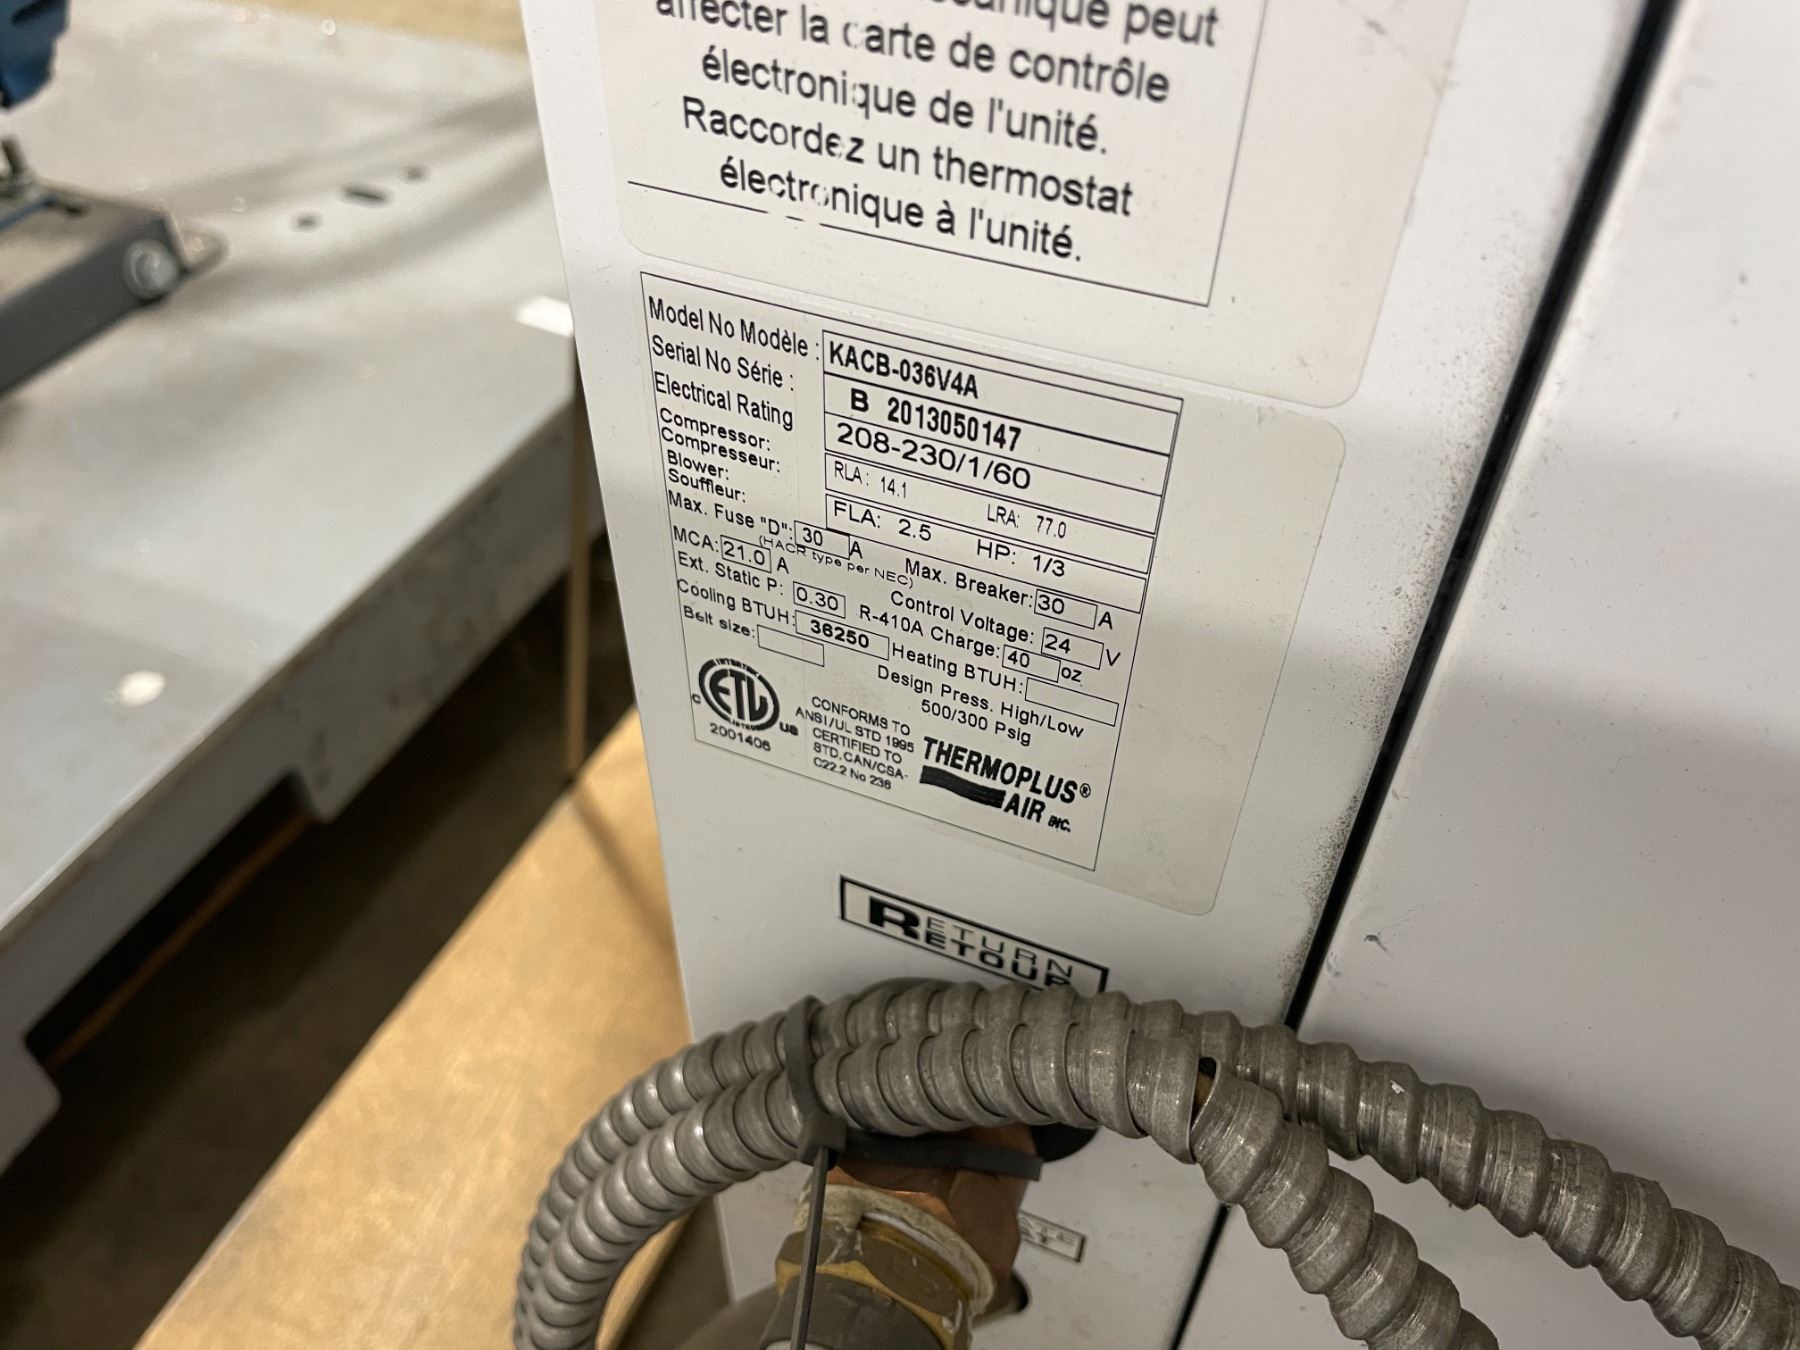 peut
affecter la carte de contrôle
électronique de l'unité.
Raccordez un thermostat
électronique à l'unité.
Model No Modèle : KACB-036V4A
Serial No Série : B 2013050147
Electrical Rating 208-230/1/60
Compressor:
Compresseur: RLA: 14.1 LRA: 77.0
Blower:
Souffleur: FLA: 2.5 HP: 1/3
Max. Fuse "D": 30 A Max. Breaker: 30 A
(HACR type per NEC)
MCA: 21.0 A Control Voltage: 24 V
Ext. Static P: 0.30 R-410A Charge: 40 oz
Cooling BTUH: 36250 Heating BTUH:
Belt size: Design Press. High/Low
500/300 Psig
ETL
C US
2001406
CONFORMS TO
ANSI/UL STD 1995
CERTIFIED TO
STD.CAN/CSA-
C22.2 No 236
THERMOPLUS®
AIR INC.
RETURN
RETOUR